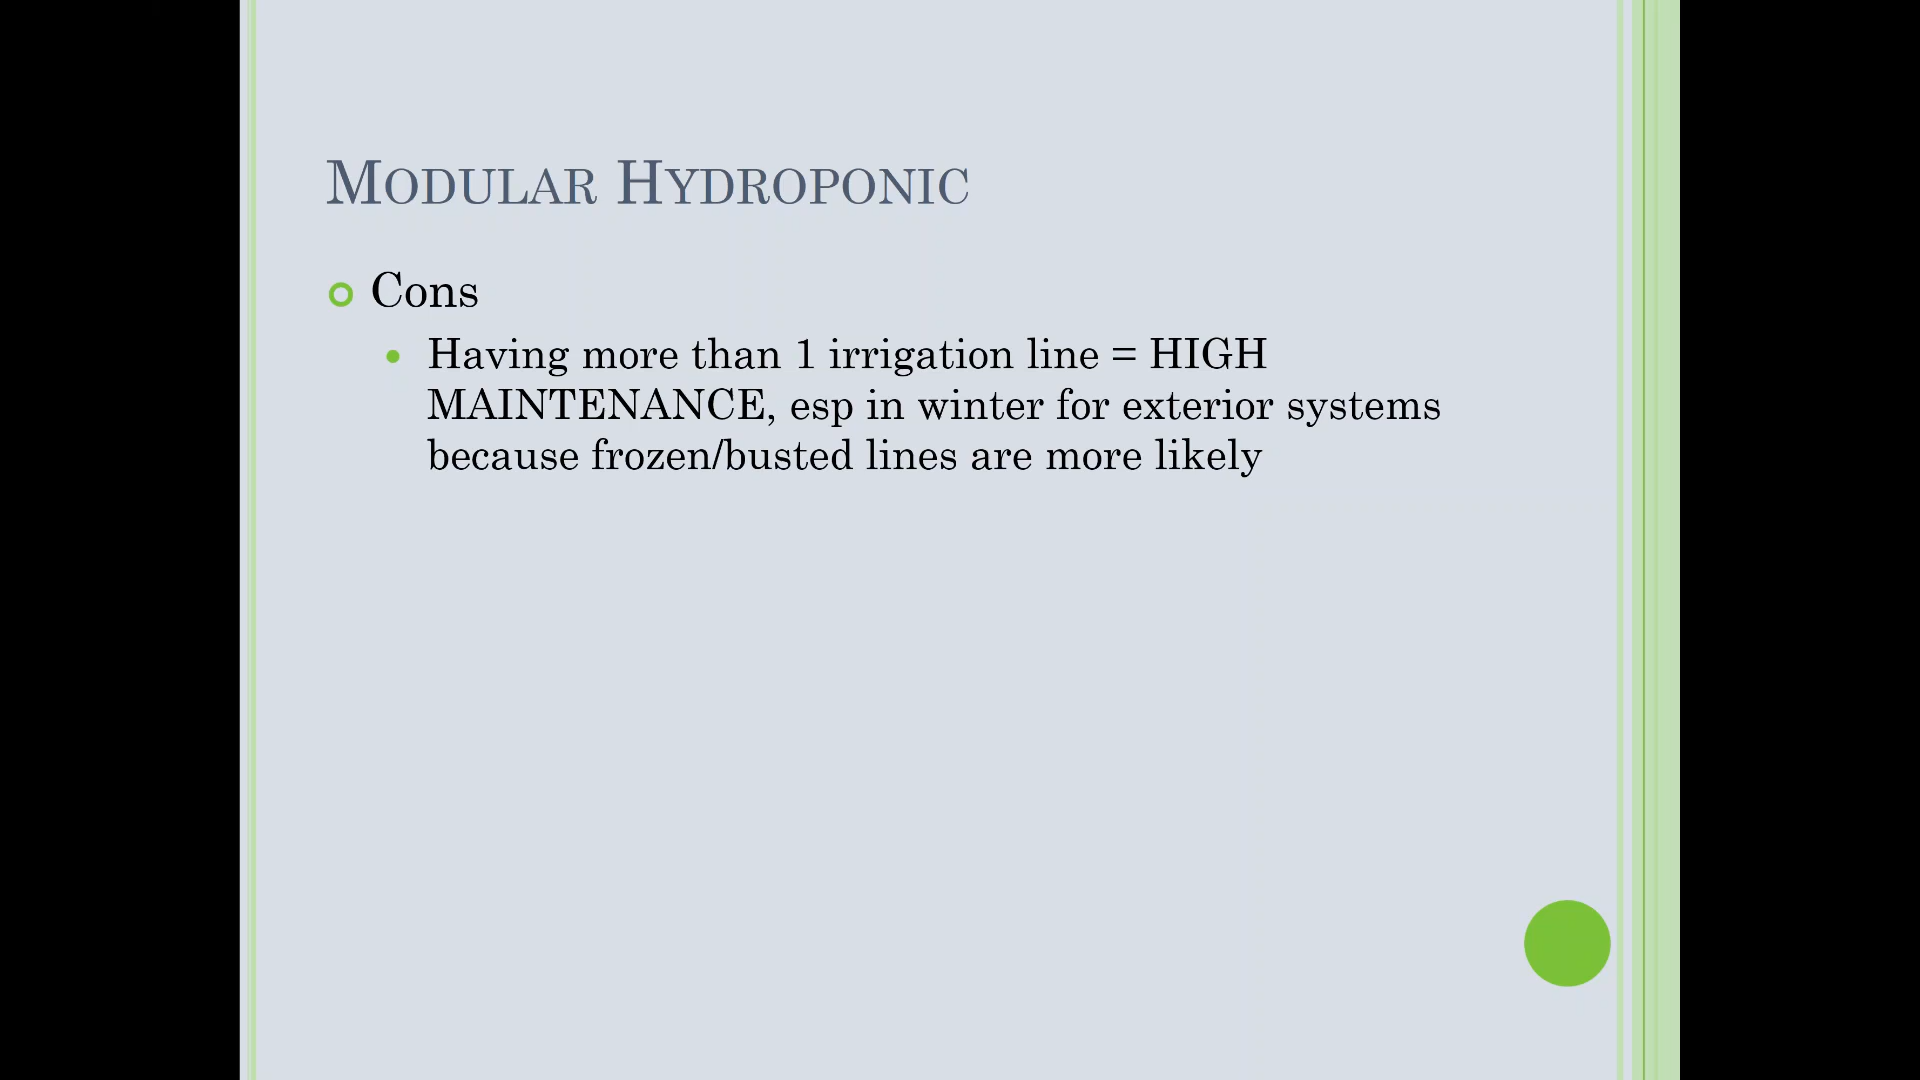 Modular Hydroponic
Cons
Having more than 1 irrigation line = HIGH
MAINTENANCE, esp in winter for exterior systems
because frozen/busted lines are more likely